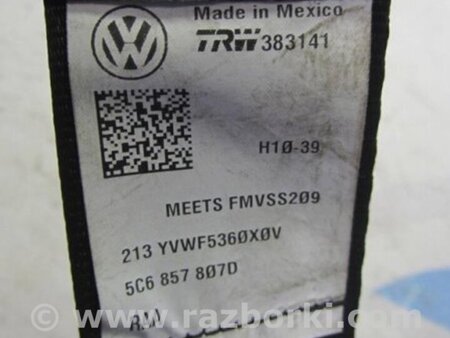 Made in Mexico
TRW 383141
H10-39
MEETS FMVSS209
213 YVWF5360X0V
5C6 857 807D
www.razborki.com